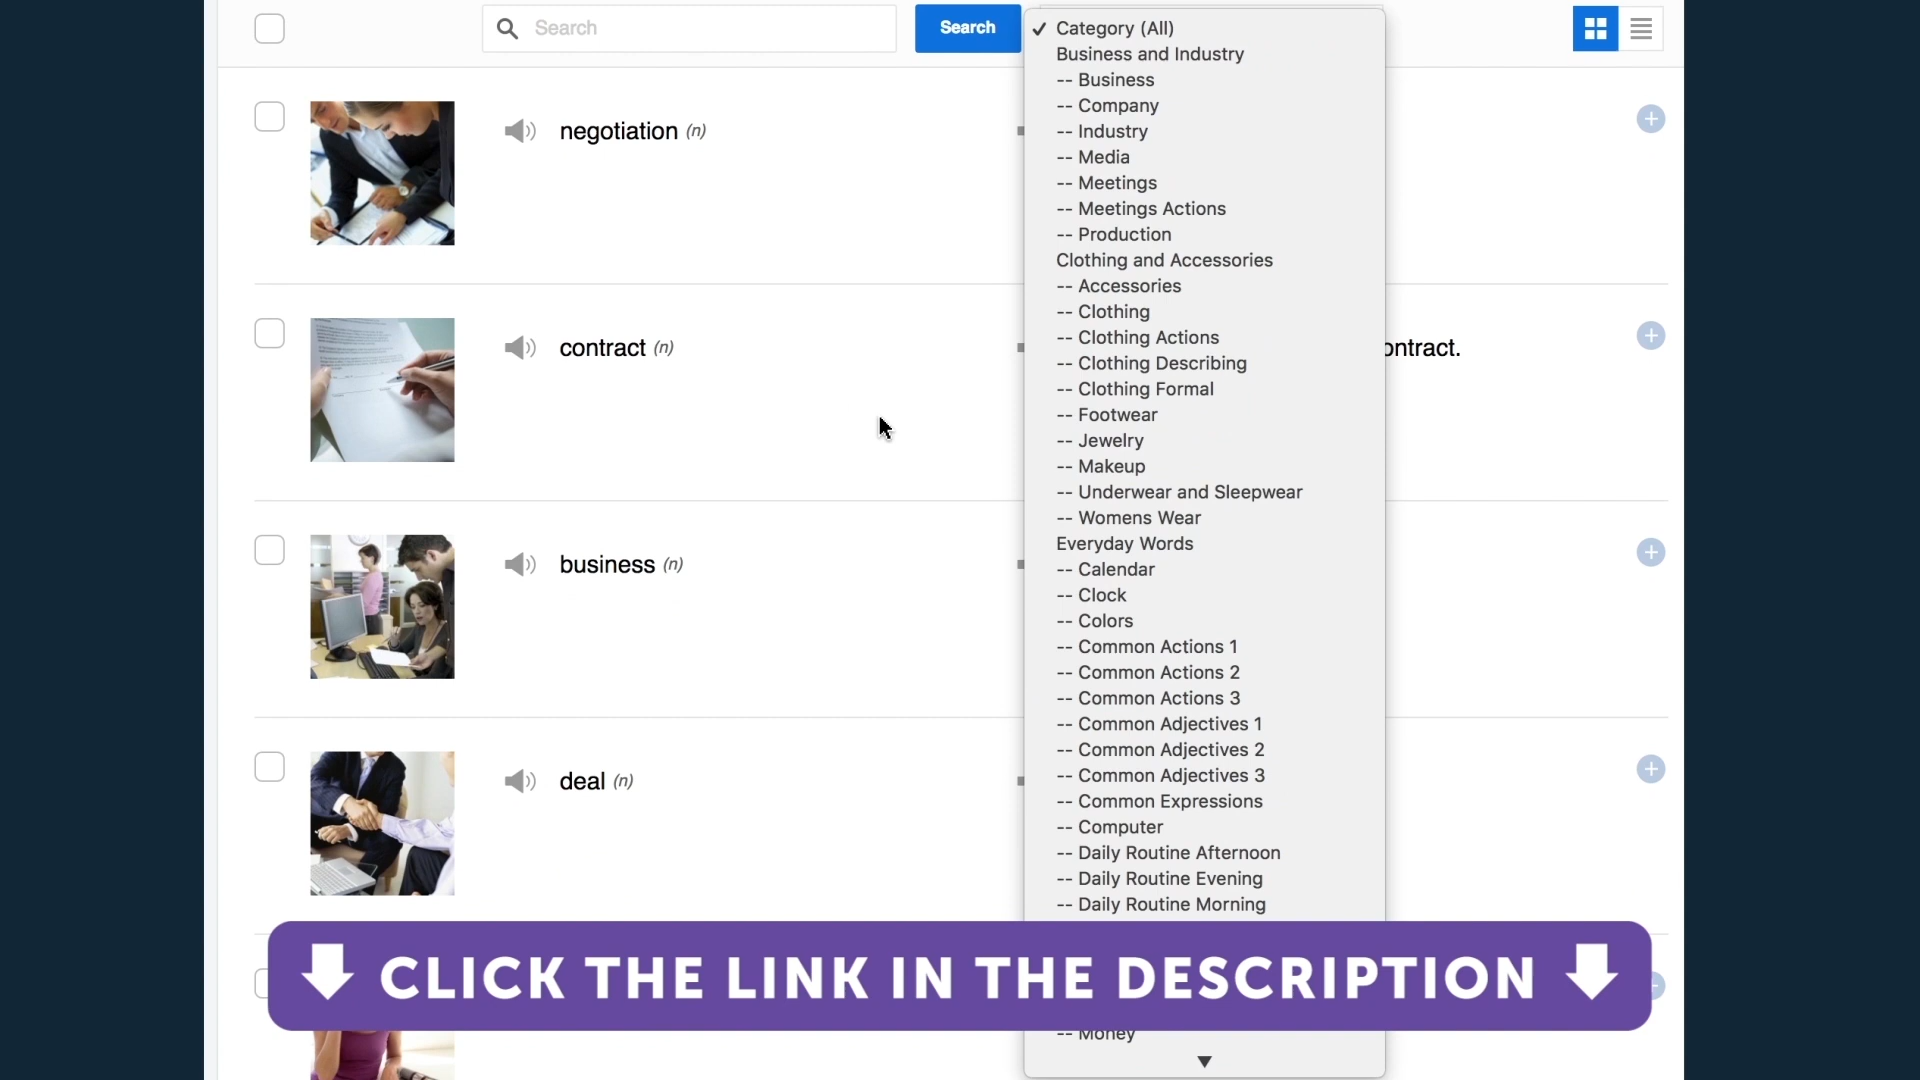 Search
Search
✓ Category (All)
Business and Industry
-- Business
-- Company
-- Industry
-- Media
-- Meetings
-- Meetings Actions
-- Production
Clothing and Accessories
-- Accessories
-- Clothing
-- Clothing Actions
-- Clothing Describing
-- Clothing Formal
-- Footwear
-- Jewelry
-- Makeup
-- Underwear and Sleepwear
-- Womens Wear
Everyday Words
-- Calendar
-- Clock
-- Colors
-- Common Actions 1
-- Common Actions 2
-- Common Actions 3
-- Common Adjectives 1
-- Common Adjectives 2
-- Common Adjectives 3
-- Common Expressions
-- Computer
-- Daily Routine Afternoon
-- Daily Routine Evening
-- Daily Routine Morning
-- Money
negotiation (n)
contract (n)
ontract.
business (n)
deal (n)
CLICK THE LINK IN THE DESCRIPTION